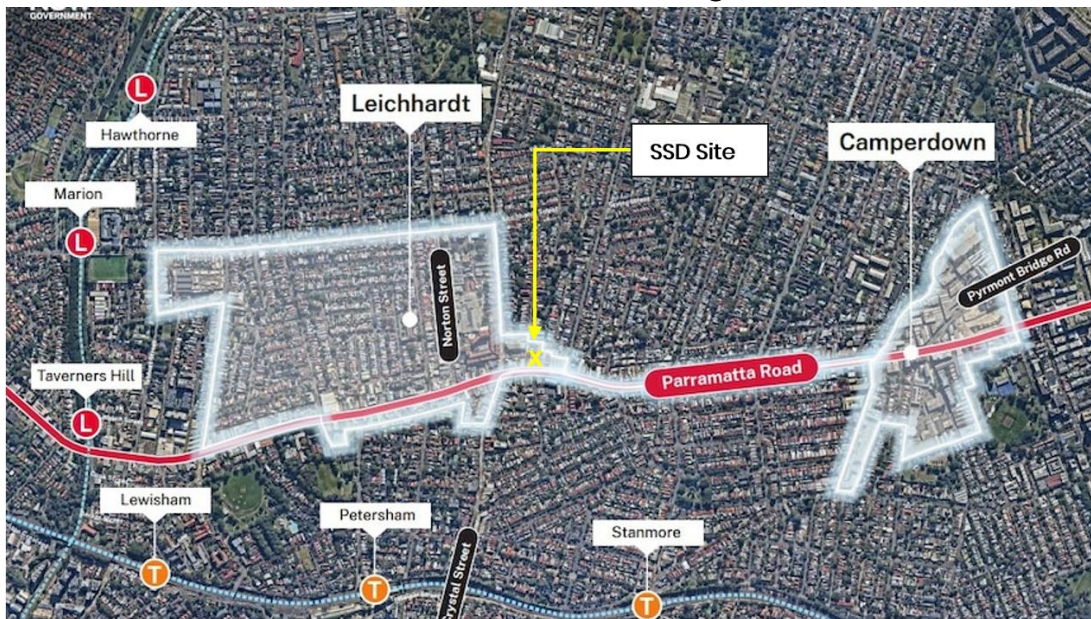 GOVERNMENT
L
Hawthorne
Leichhardt
SSD Site
Camperdown
Marion
L
Norton Street
Pyrmont Bridge Rd
X
Parramatta Road
Taverners Hill
L
Lewisham
T
Petersham
T
Crystal Street
Stanmore
T